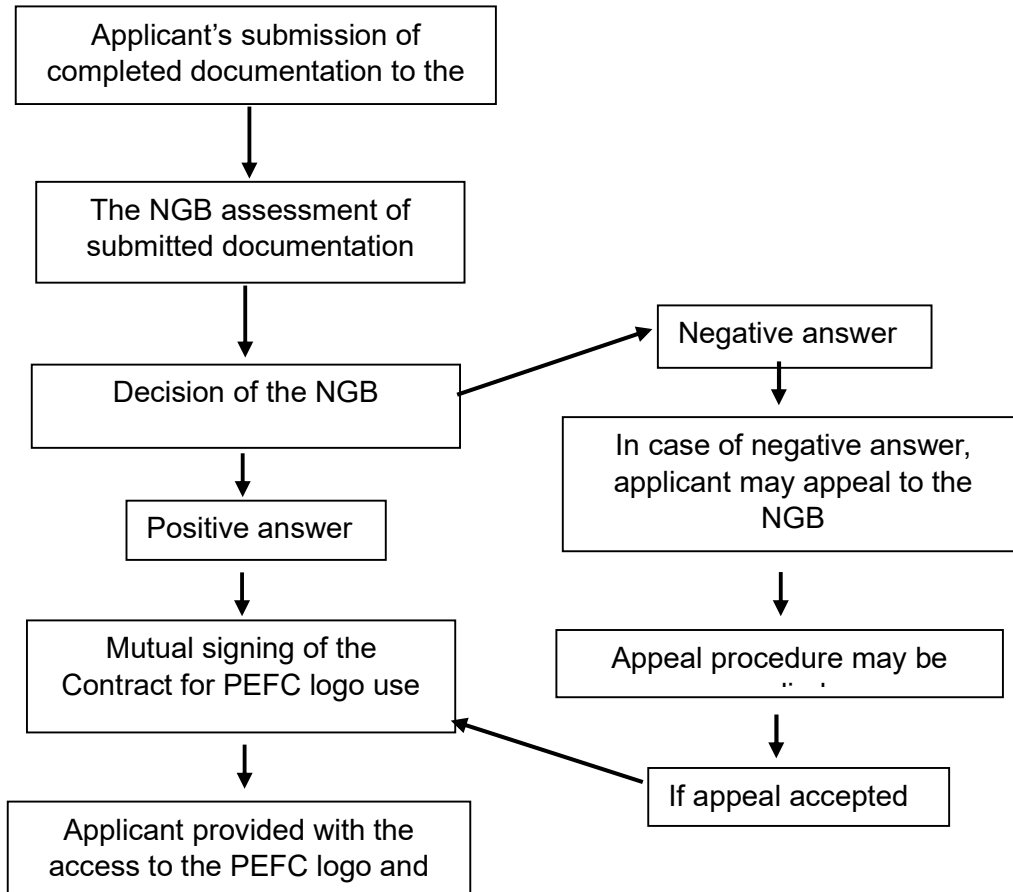 Applicant’s submission of
completed documentation to the
The NGB assessment of
submitted documentation
Decision of the NGB
Negative answer
In case of negative answer,
applicant may appeal to the
NGB
Positive answer
Mutual signing of the
Contract for PEFC logo use
Appeal procedure may be
If appeal accepted
Applicant provided with the
access to the PEFC logo and